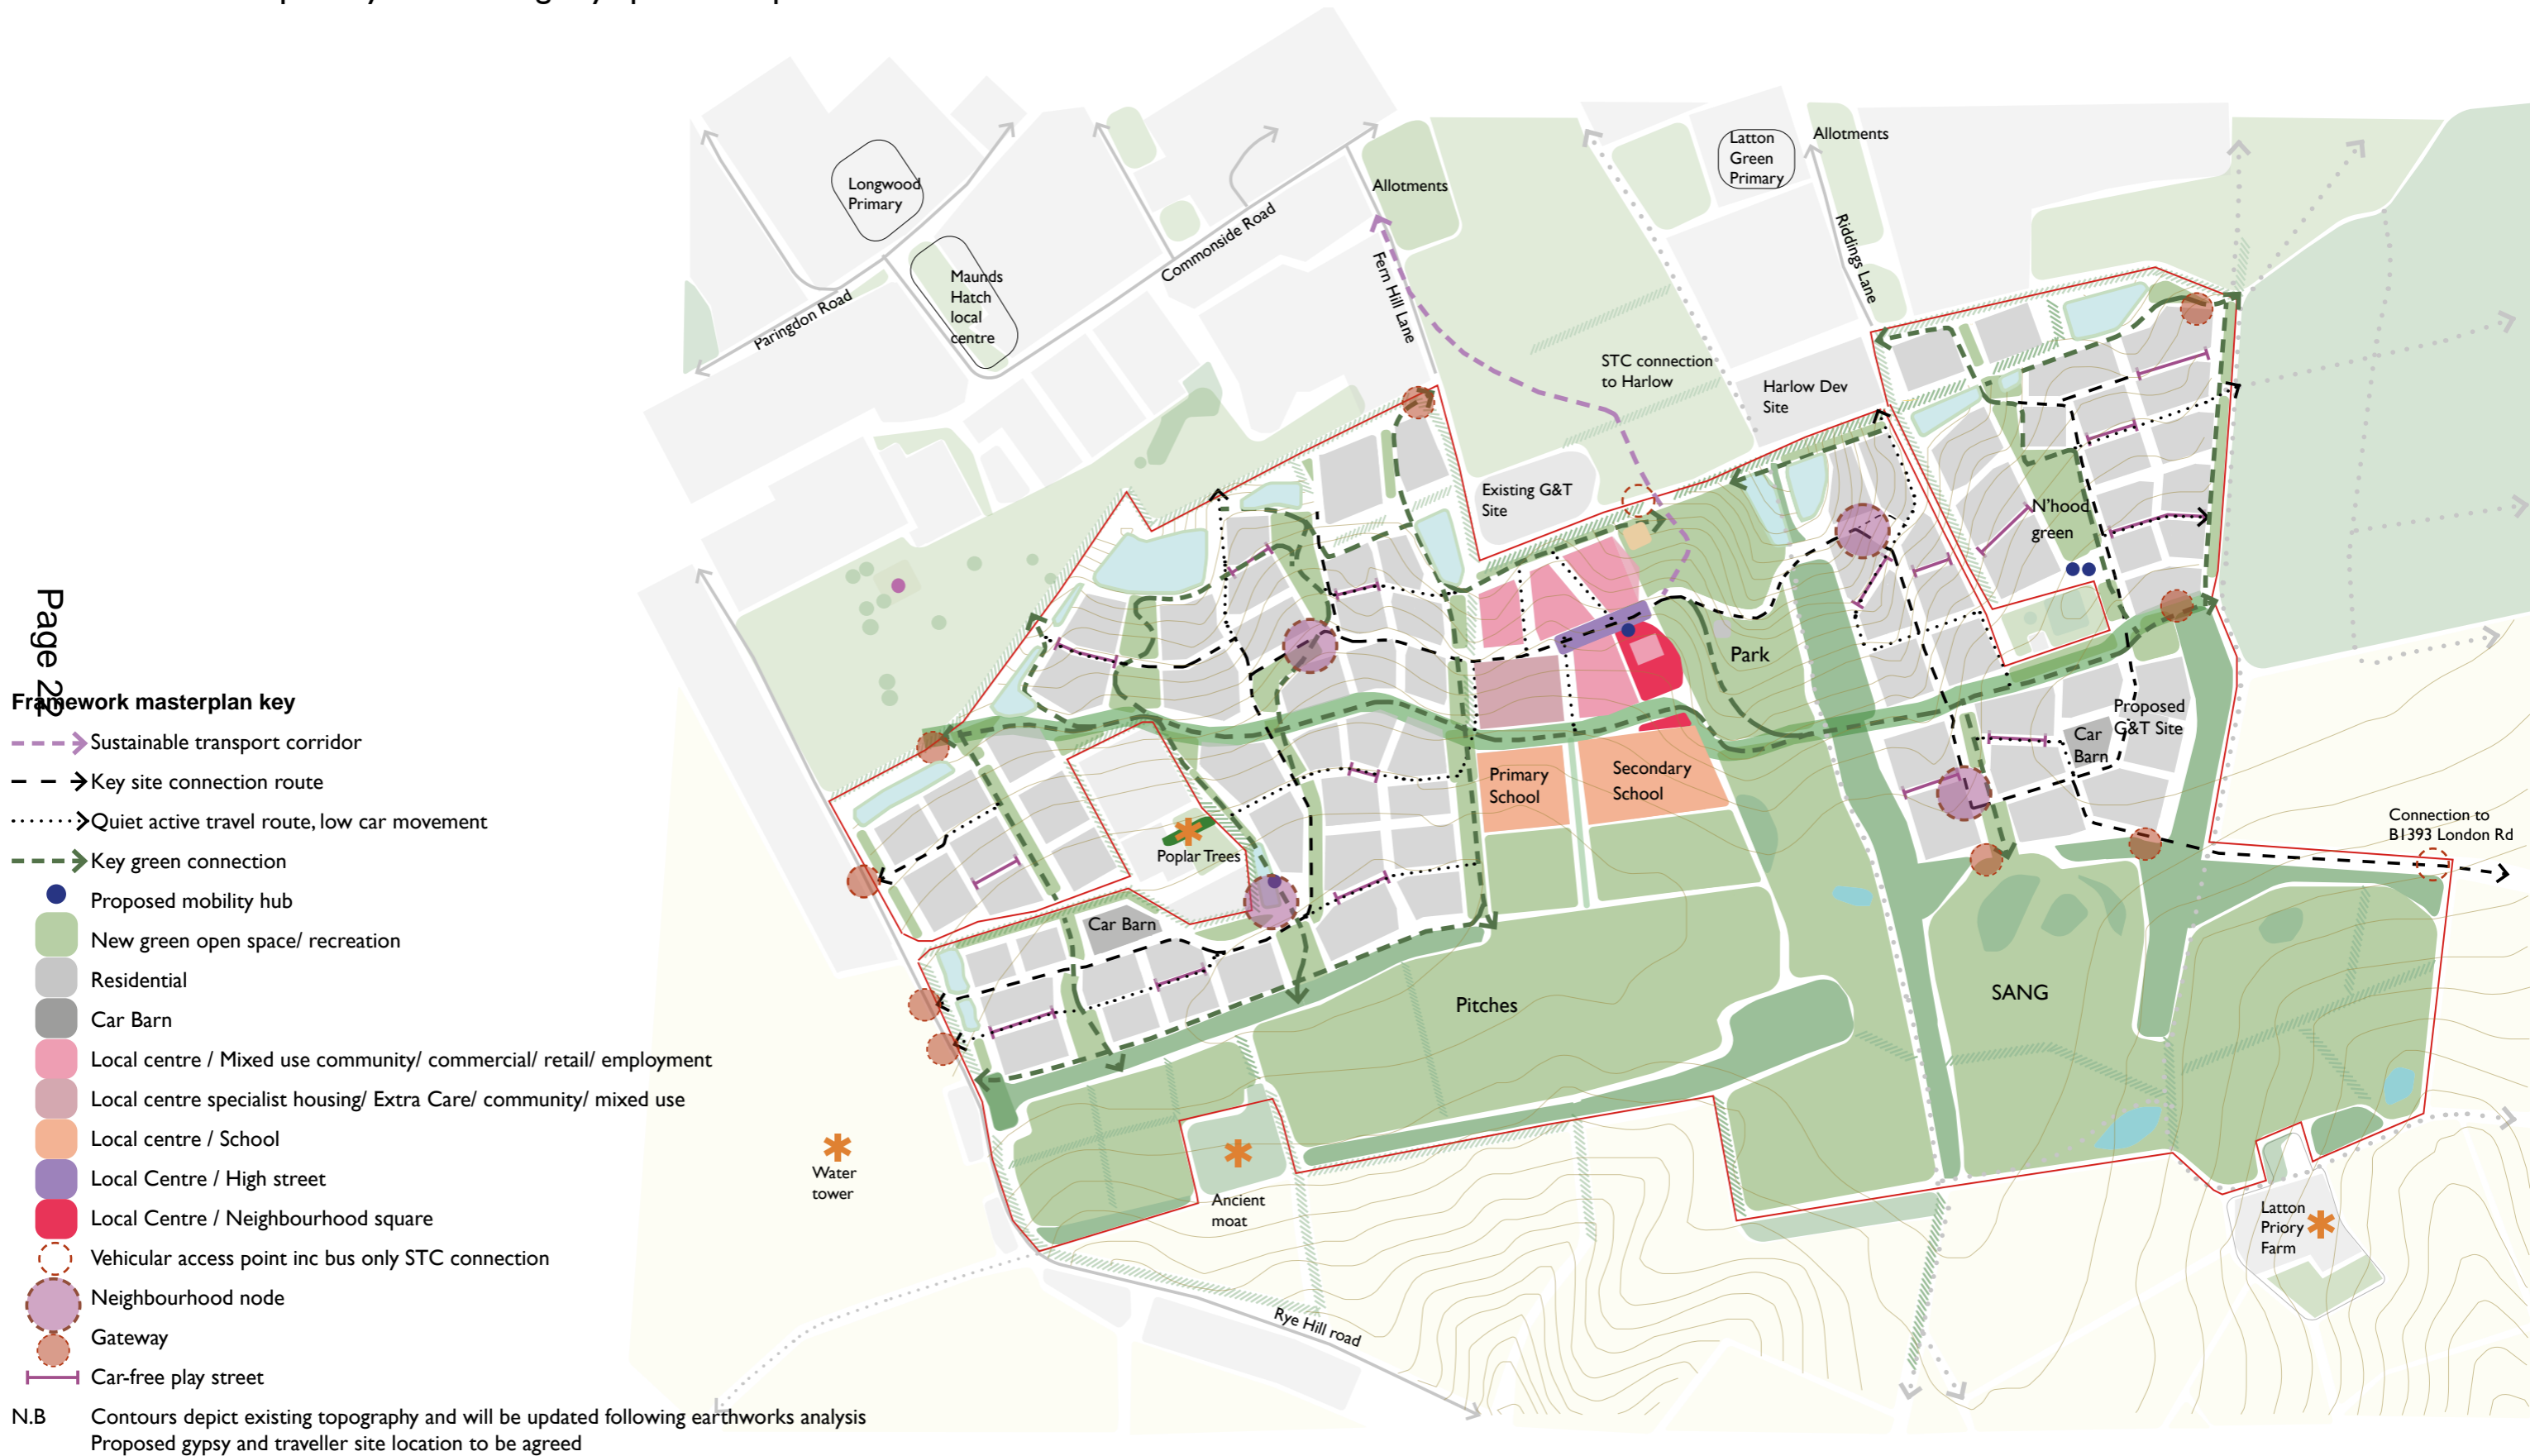 Page 22
Framework masterplan key
Sustainable transport corridor
Key site connection route
Quiet active travel route, low car movement
Key green connection
Proposed mobility hub
New green open space/ recreation
Residential
Car Barn
Local centre / Mixed use community/ commercial/ retail/ employment
Local centre specialist housing/ Extra Care/ community/ mixed use
Local centre / School
Local Centre / High street
Local Centre / Neighbourhood square
Vehicular access point inc bus only STC connection
Neighbourhood node
Gateway
Car-free play street
N.B Contours depict existing topography and will be updated following earthworks analysis
Proposed gypsy and traveller site location to be agreed
Longwood
Primary
Maunds
Hatch
local
centre
Paringdon Road
Commonside Road
Allotments
Fern Hill Lane
Latton
Green
Primary
Allotments
Riddings Lane
STC connection
to Harlow
Harlow Dev
Site
Existing G&T
Site
N'hood
green
Park
Proposed
G&T Site
Car
Barn
Primary
School
Secondary
School
Poplar Trees
Car Barn
Connection to
B1393 London Rd
Pitches
SANG
Water
tower
Ancient
moat
Latton
Priory
Farm
Rye Hill road